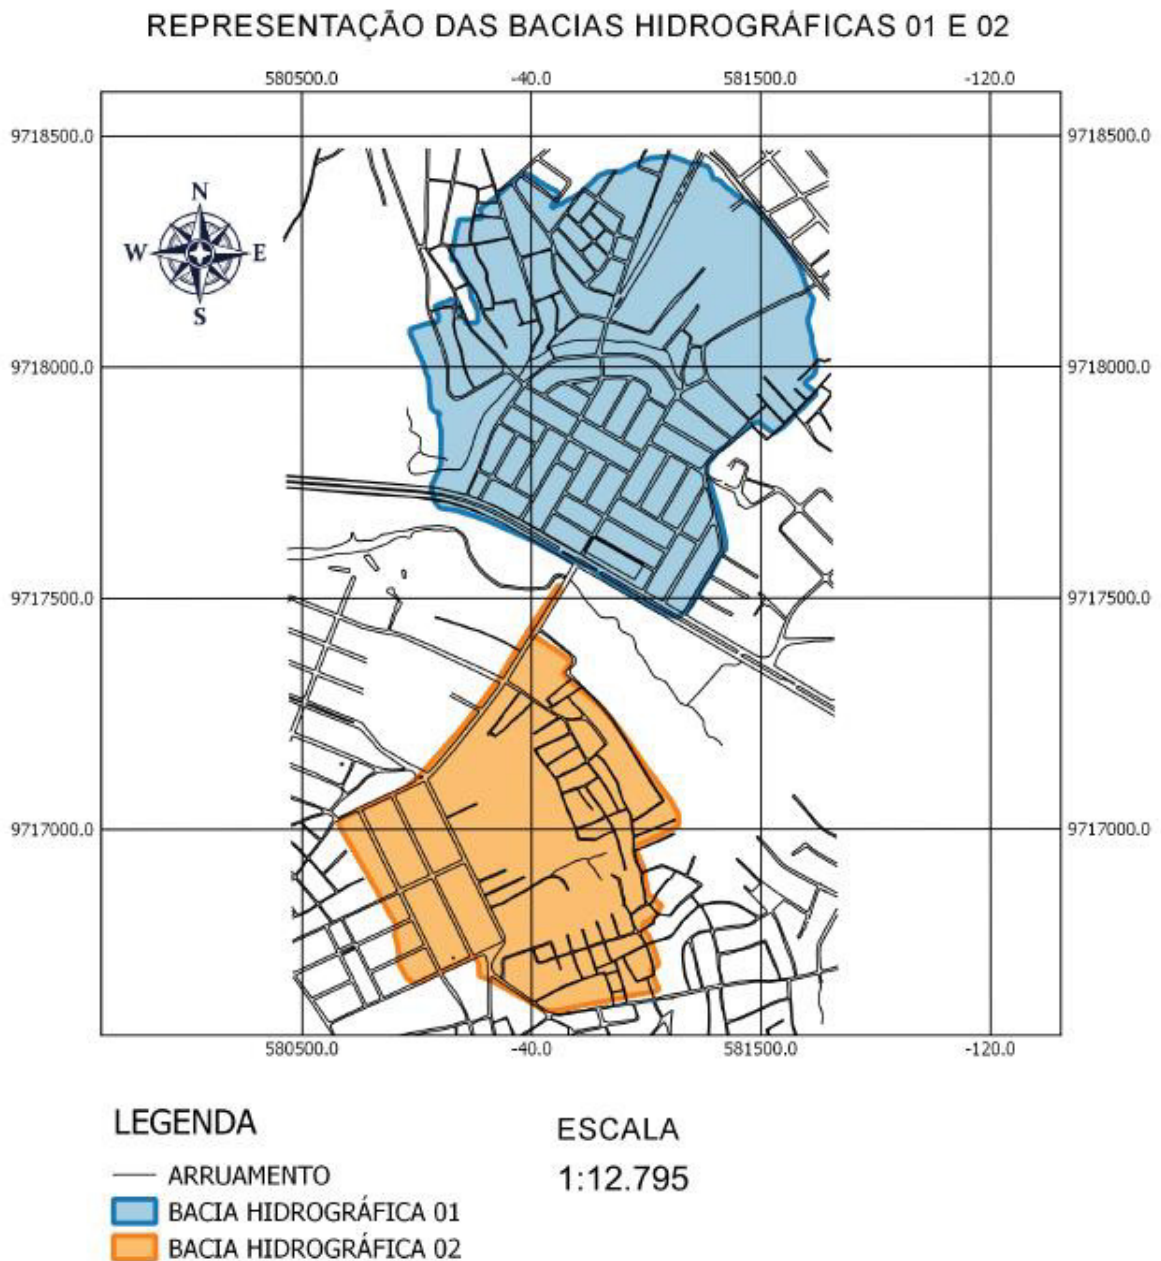 REPRESENTAÇÃO DAS BACIAS HIDROGRÁFICAS 01 E 02
580500.0 -40.0 581500.0 -120.0
9718500.0 9718500.0
N
W E
S
9718000.0 9718000.0
9717500.0 9717500.0
9717000.0 9717000.0
580500.0 -40.0 581500.0 -120.0
LEGENDA
ESCALA
ARRUAMENTO
1:12.795
BACIA HIDROGRÁFICA 01
BACIA HIDROGRÁFICA 02